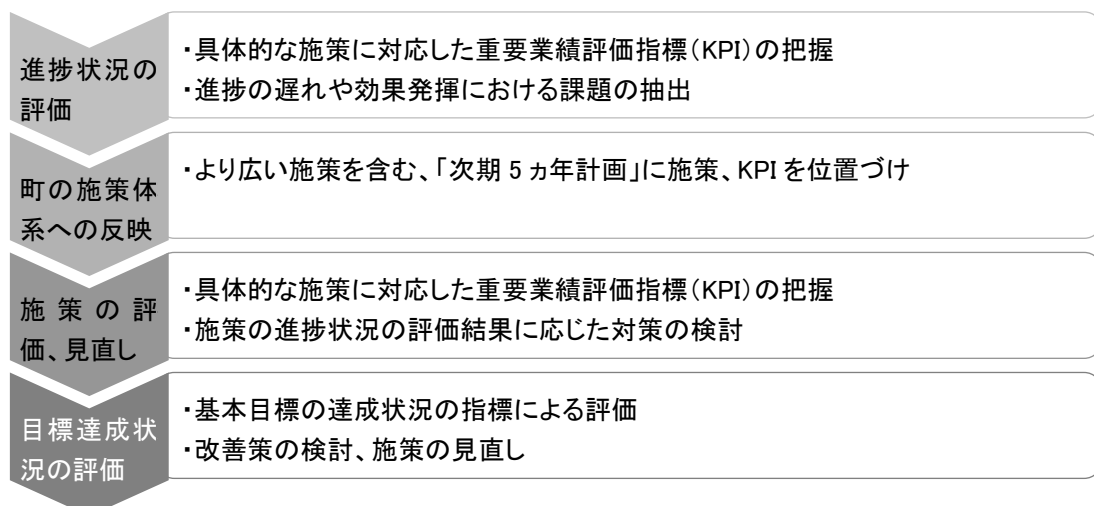 進捗状況の
評価
・具体的な施策に対応した重要業績評価指標（KPI）の把握
・進捗の遅れや効果発揮における課題の抽出
町の施策体
系への反映
・より広い施策を含む、「次期 5 ヵ年計画」に施策、KPI を位置づけ
施策の評
価、見直し
・具体的な施策に対応した重要業績評価指標（KPI）の把握
・施策の進捗状況の評価結果に応じた対策の検討
目標達成状
況の評価
・基本目標の達成状況の指標による評価
・改善策の検討、施策の見直し